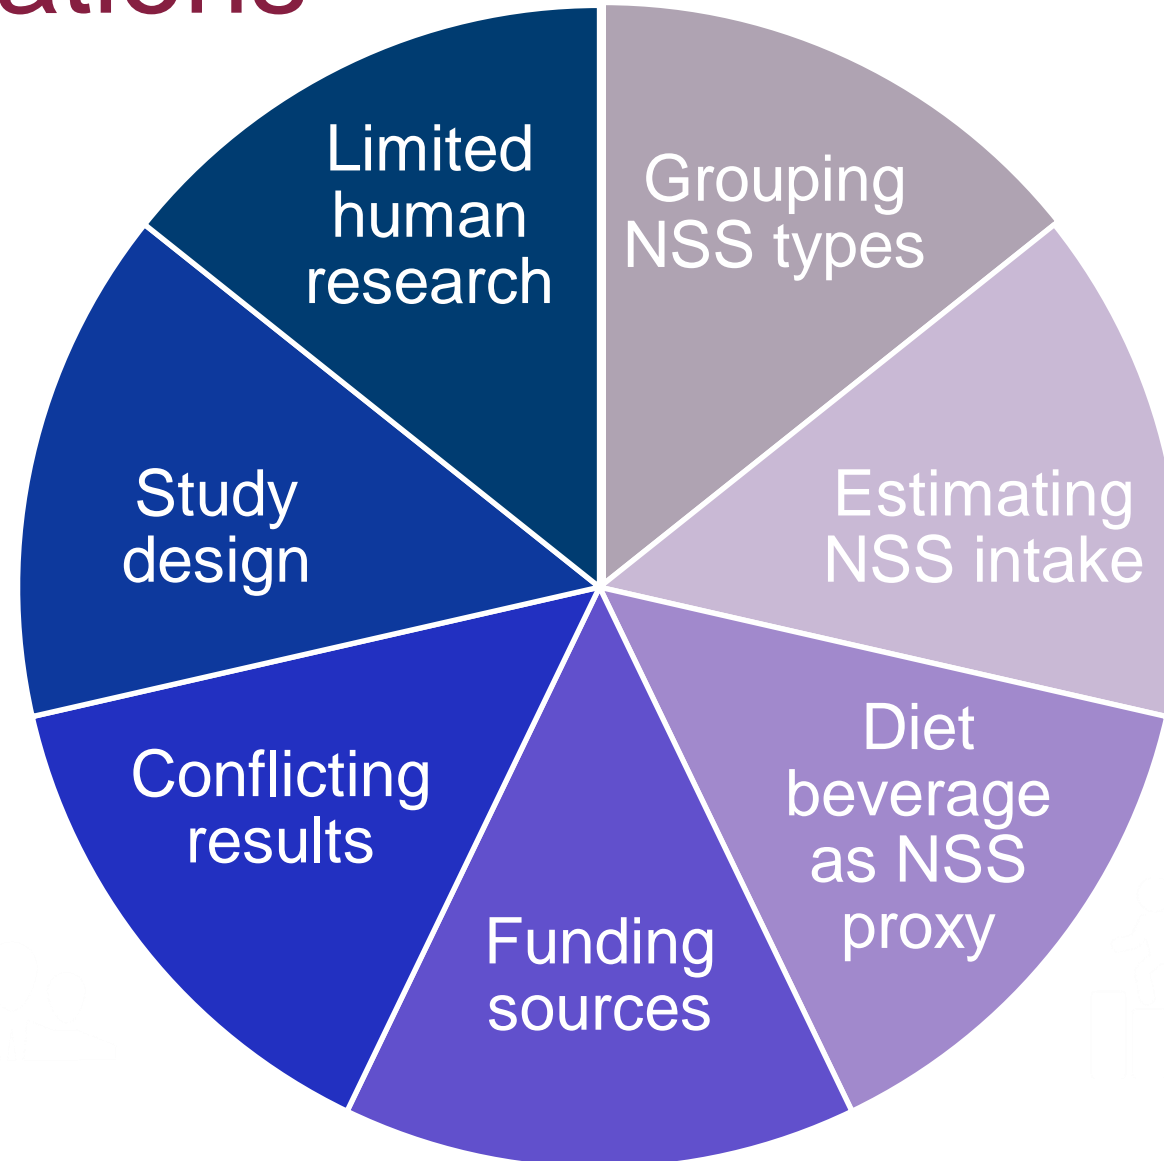 Limited
human
research
Grouping
NSS types
Estimating
NSS intake
Diet
beverage
as NSS
proxy
Funding
sources
Conflicting
results
Study
design